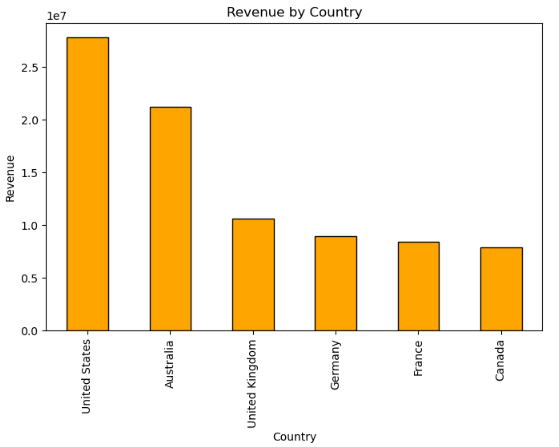 Revenue by Country
1e7
2.5
2.0
1.5
1.0
0.5
0.0
Revenue
United States
Australia
United Kingdom
Germany
France
Canada
Country